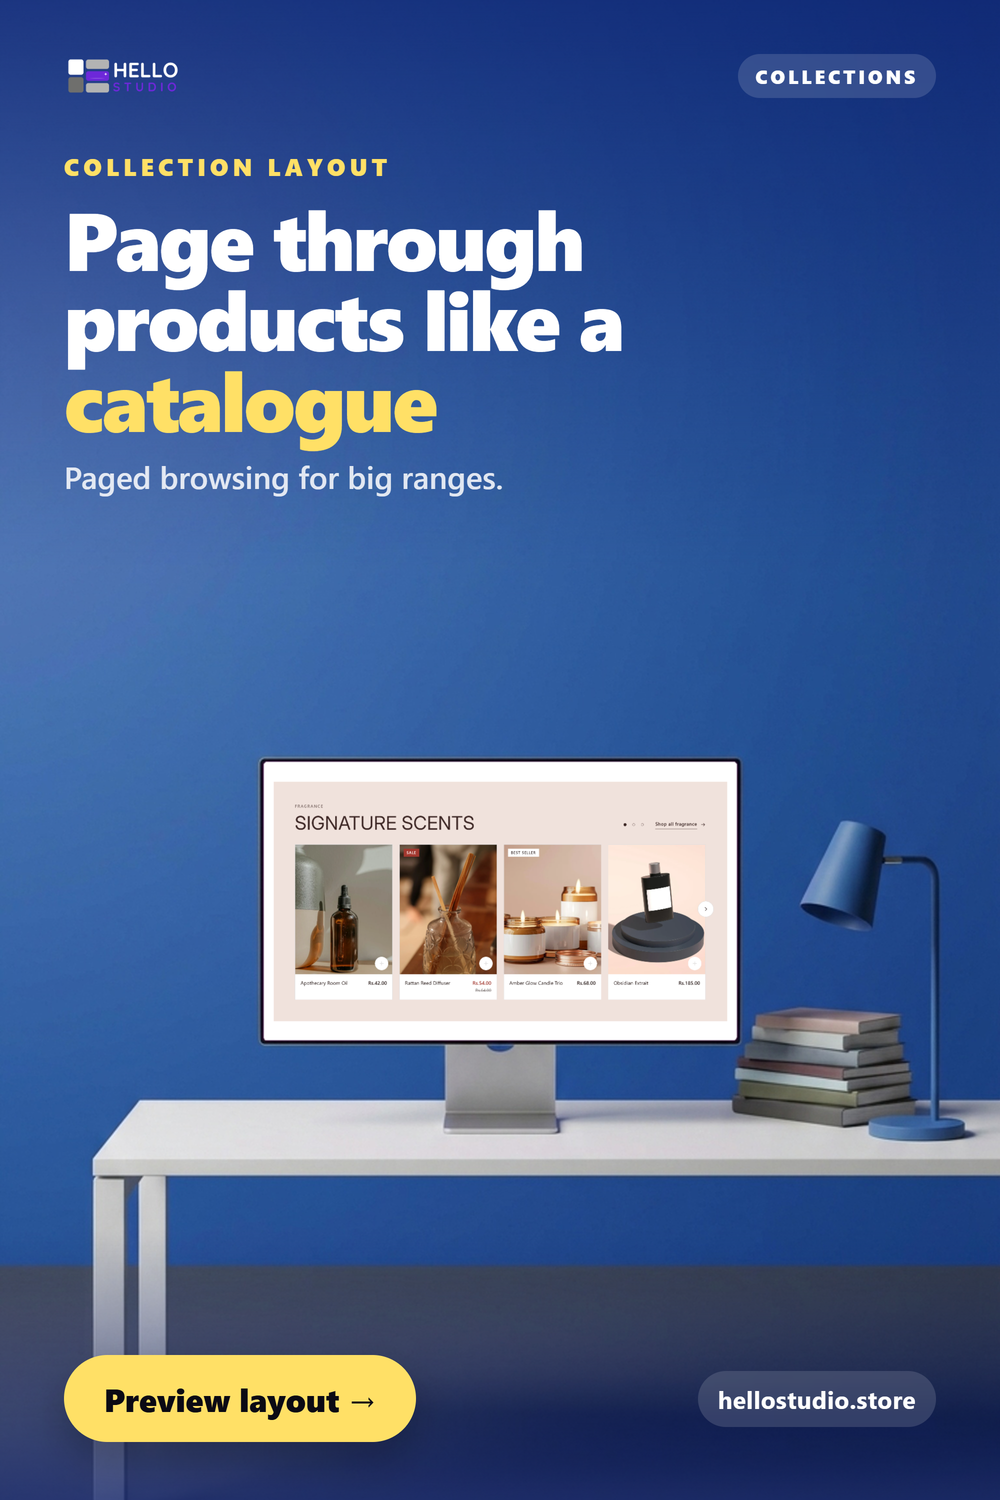 HELLO
STUDIO
COLLECTIONS
COLLECTION LAYOUT
Page through
products like a
catalogue
Paged browsing for big ranges.
FRAGRANCE
SIGNATURE SCENTS
Shop all fragrance →
SALE
BEST SELLER
Apothecary Room Oil Rs.42.00
Rattan Reed Diffuser Rs.54.00
Amber Glow Candle Trio Rs.68.00
Obsidian Extrait Rs.185.00
Preview layout →
hellostudio.store